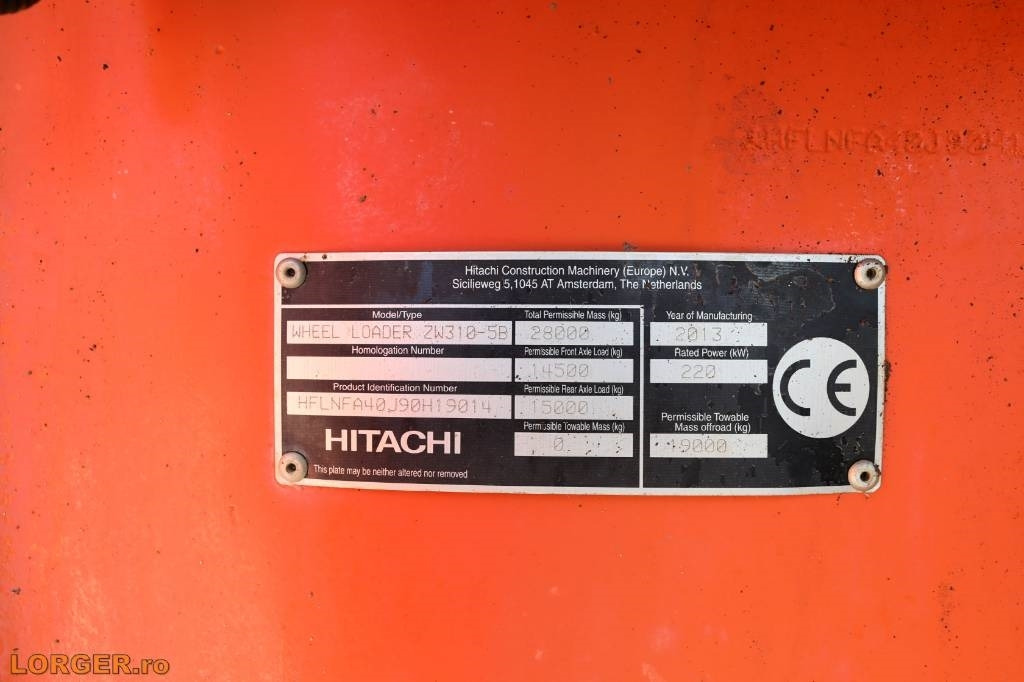 HFLNFA40J90H
Hitachi Construction Machinery (Europe) N.V.
Sicilieweg 5,1045 AT Amsterdam, The Netherlands
Model/Type
WHEEL LOADER ZW310-5B
Homologation Number
Product Identification Number
HFLNFA40J90H19014
HITACHI
This plate may be neither altered nor removed
Total Permissible Mass (kg)
28000
Permissible Front Axle Load (kg)
14500
Permissible Rear Axle Load (kg)
15000
Permissible Towable Mass (kg)
0
Year of Manufacturing
2013
Rated Power (kW)
220
Permissible Towable
Mass offroad (kg)
19000
CE
LORGER.ro